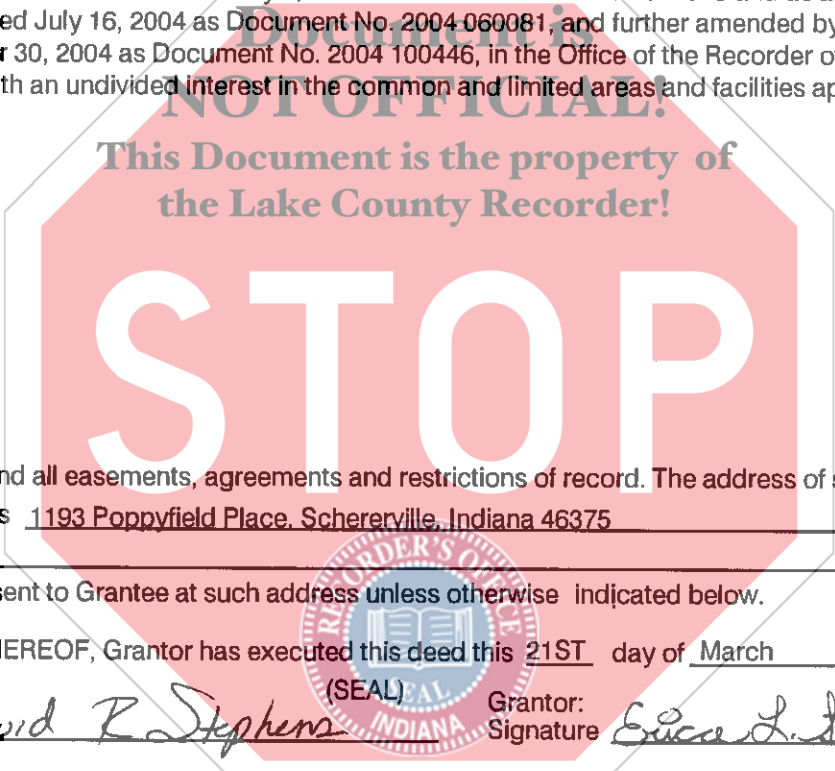 ed July 16, 2004 as Document No. 2004 060081, and further amended by
Document is
r 30, 2004 as Document No. 2004 100446, in the Office of the Recorder o
th an undivided interest in the common and limited areas and facilities ap
NOT OFFICIAL!
This Document is the property of
the Lake County Recorder!
STOP
nd all easements, agreements and restrictions of record. The address of s
s 1193 Poppyfield Place, Schererville, Indiana 46375
RECORDER'S OFFICE
sent to Grantee at such address unless otherwise indicated below.
HEREOF, Grantor has executed this deed this 21ST day of March
(SEAL)
SEAL
Grantor:
vid R Stephens
INDIANA
Signature Erica L. S